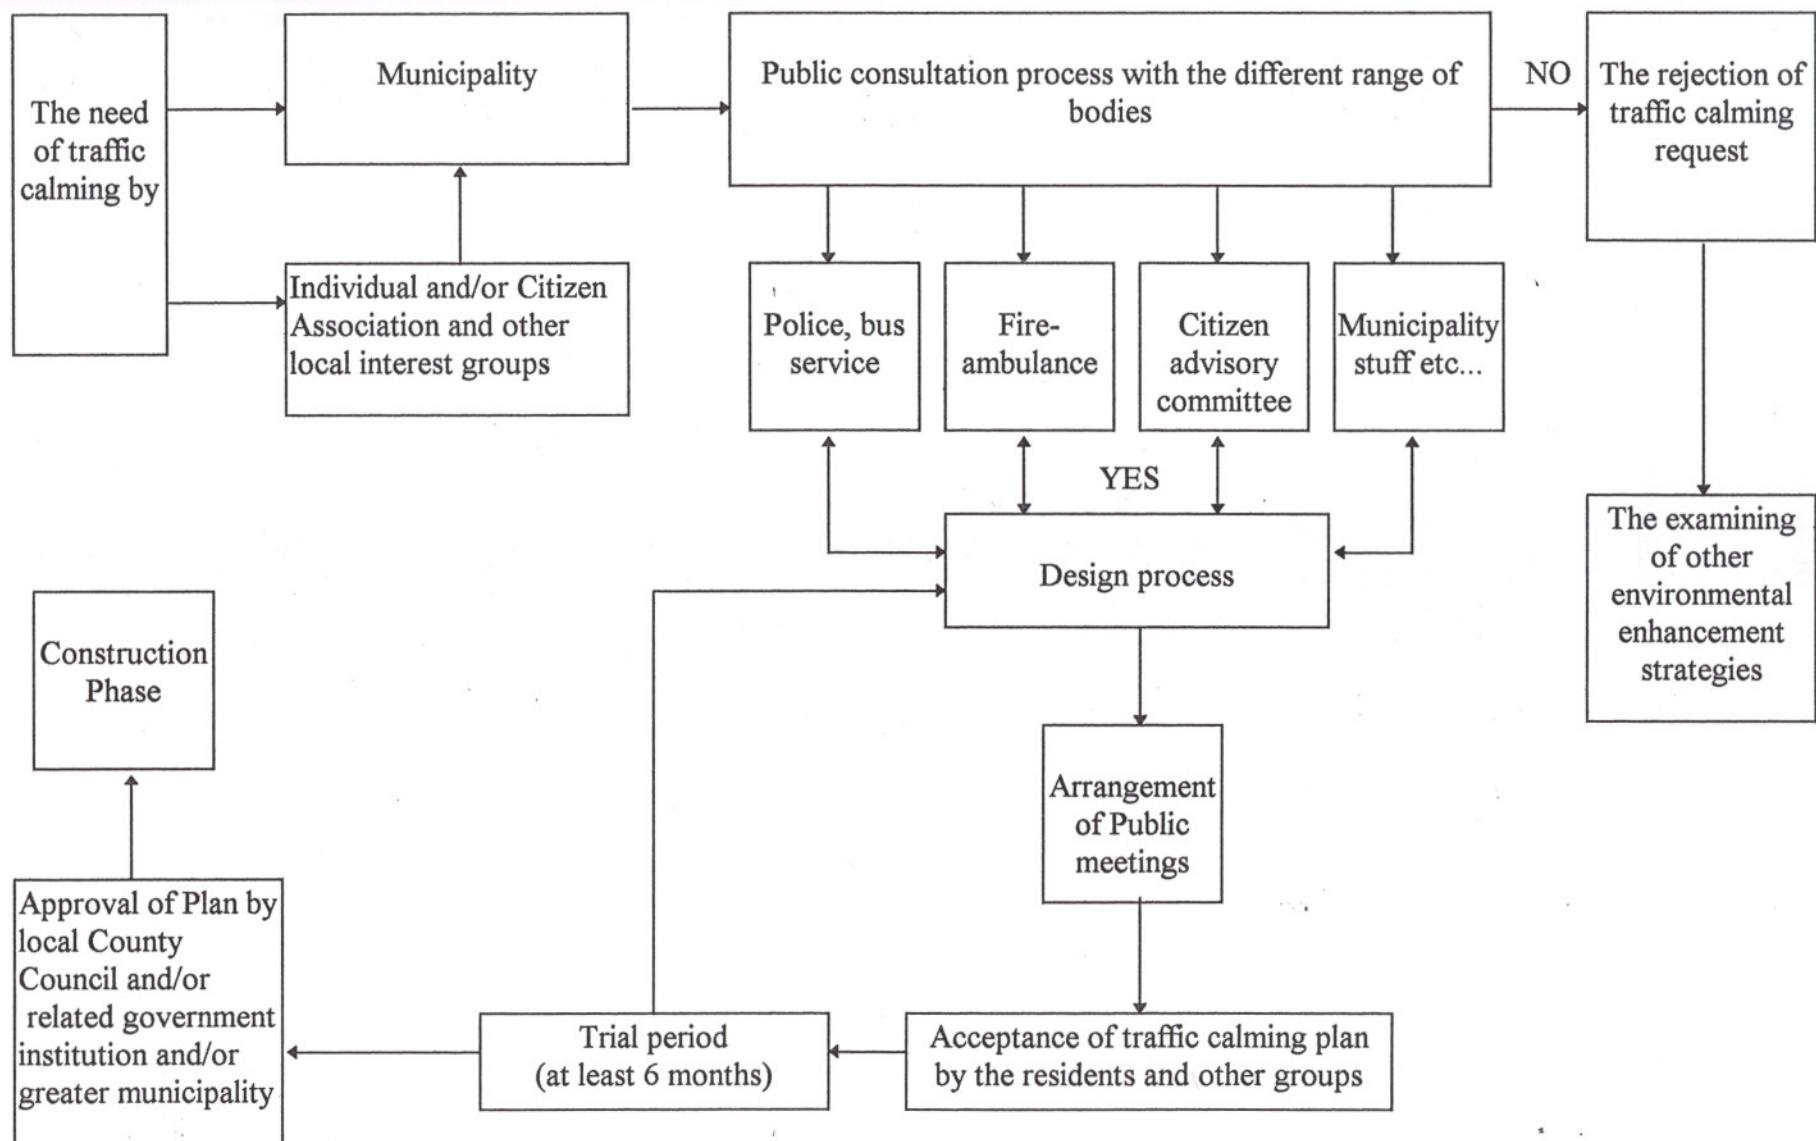 The need
of traffic
calming by
Municipality
Individual and/or Citizen
Association and other
local interest groups
Public consultation process with the different range of
bodies
NO
The rejection of
traffic calming
request
Police, bus
service
Fire-
ambulance
Citizen
advisory
committee
Municipality
stuff etc...
YES
Design process
The examining
of other
environmental
enhancement
strategies
Arrangement
of Public
meetings
Acceptance of traffic calming plan
by the residents and other groups
Trial period
(at least 6 months)
Approval of Plan by
local County
Council and/or
related government
institution and/or
greater municipality
Construction
Phase